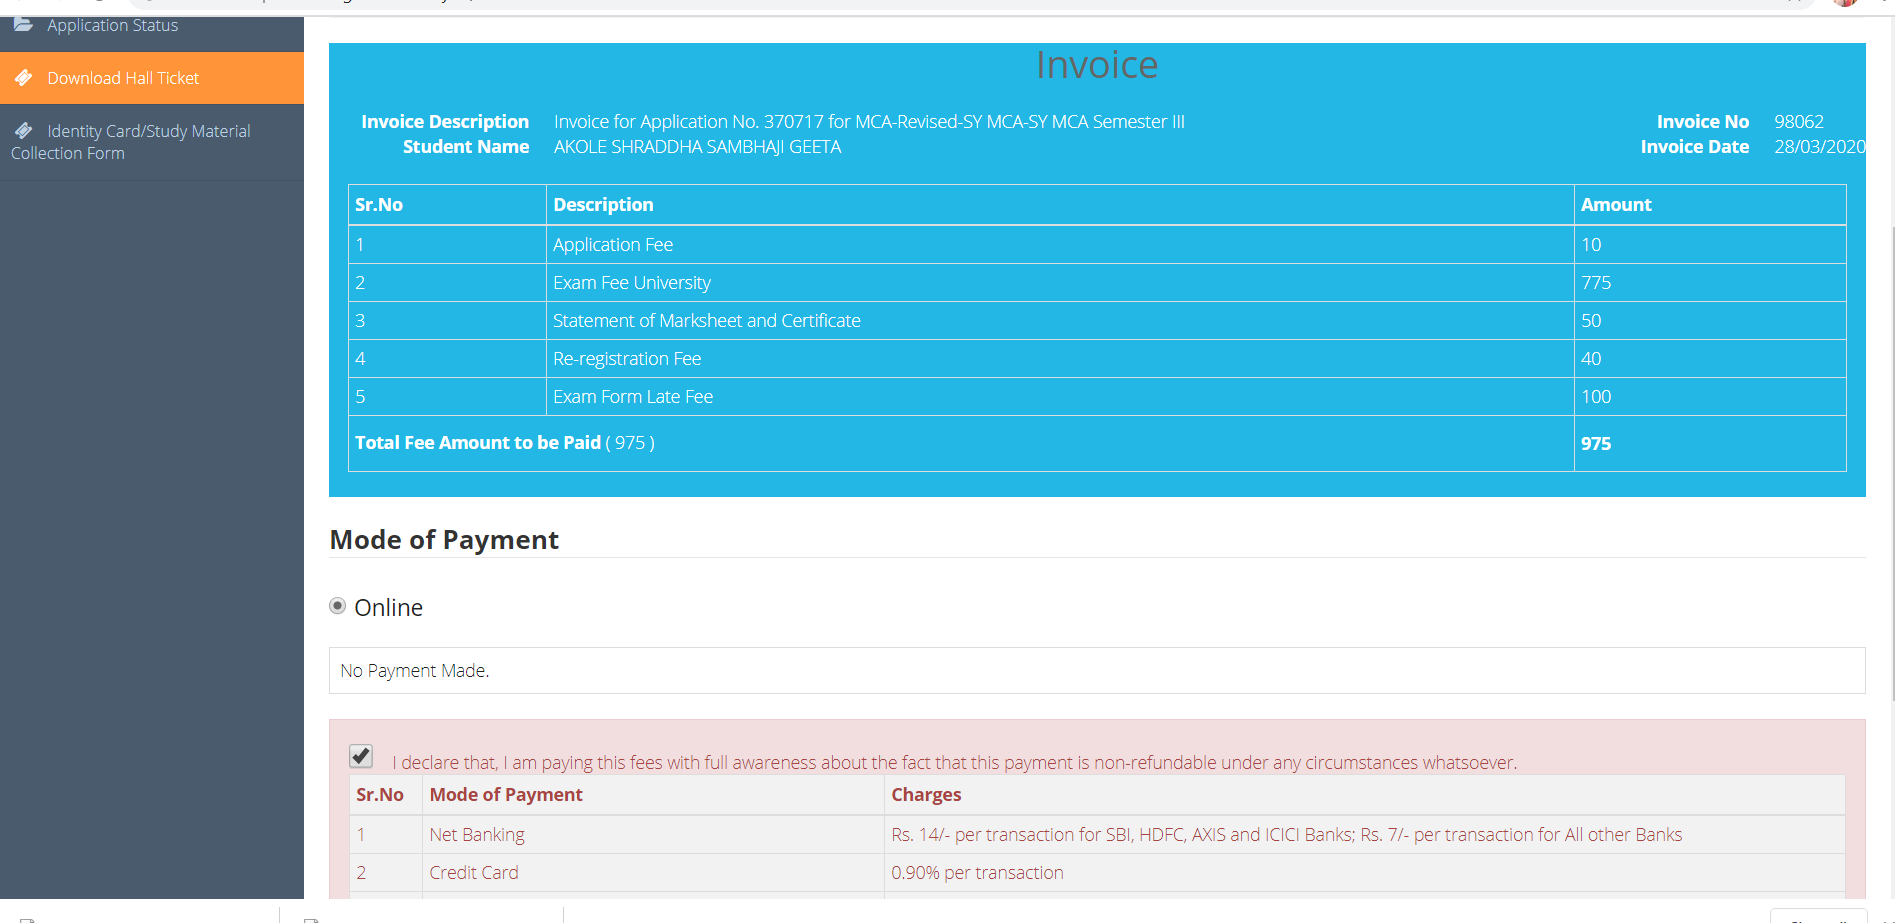 Application Status
Download Hall Ticket
Identity Card/Study Material
Collection Form
Invoice
Invoice Description Invoice for Application No. 370717 for MCA-Revised-SY MCA-SY MCA Semester III Invoice No 98062
Student Name AKOLE SHRADDHA SAMBHAJI GEETA Invoice Date 28/03/2020
Sr.No Description Amount
1 Application Fee 10
2 Exam Fee University 775
3 Statement of Marksheet and Certificate 50
4 Re-registration Fee 40
5 Exam Form Late Fee 100
Total Fee Amount to be Paid ( 975 ) 975
Mode of Payment
Online
No Payment Made.
I declare that, I am paying this fees with full awareness about the fact that this payment is non-refundable under any circumstances whatsoever.
Sr.No Mode of Payment Charges
1 Net Banking Rs. 14/- per transaction for SBI, HDFC, AXIS and ICICI Banks; Rs. 7/- per transaction for All other Banks
2 Credit Card 0.90% per transaction